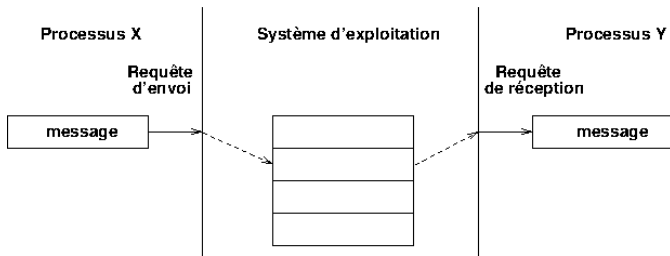 Processus X
Système d'exploitation
Processus Y
Requête
d'envoi
Requête
de réception
message
message